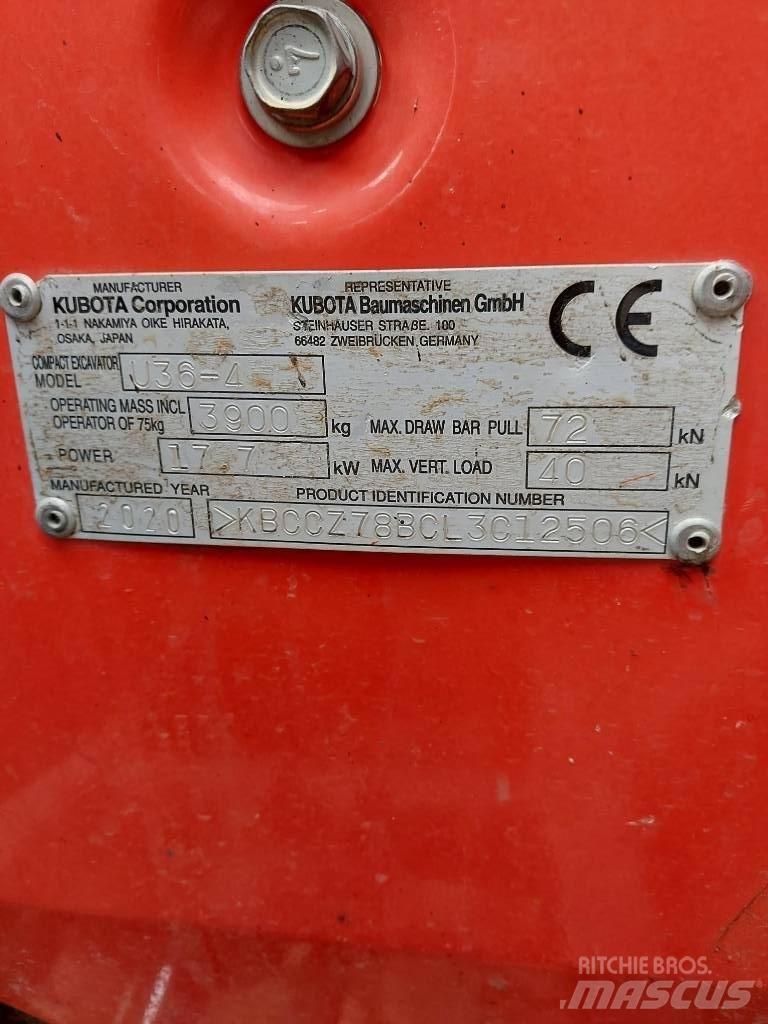 MANUFACTURER
KUBOTA Corporation
1-1-1 NAKAMIYA OIKE HIRAKATA,
OSAKA, JAPAN
REPRESENTATIVE
KUBOTA Baumaschinen GmbH
STEINHAUSER STRAßE. 100
66482 ZWEIBRÜCKEN, GERMANY
CE
COMPACT EXCAVATOR
MODEL U36-4
OPERATING MASS INCL
OPERATOR OF 75kg 3900 kg
MAX. DRAW BAR PULL 72 kN
POWER 17.7 kW
MAX. VERT. LOAD 40 kN
MANUFACTURED YEAR
2020
PRODUCT IDENTIFICATION NUMBER
>KBCCZ78BCL3C12506<
RITCHIE BROS.
MASCUS